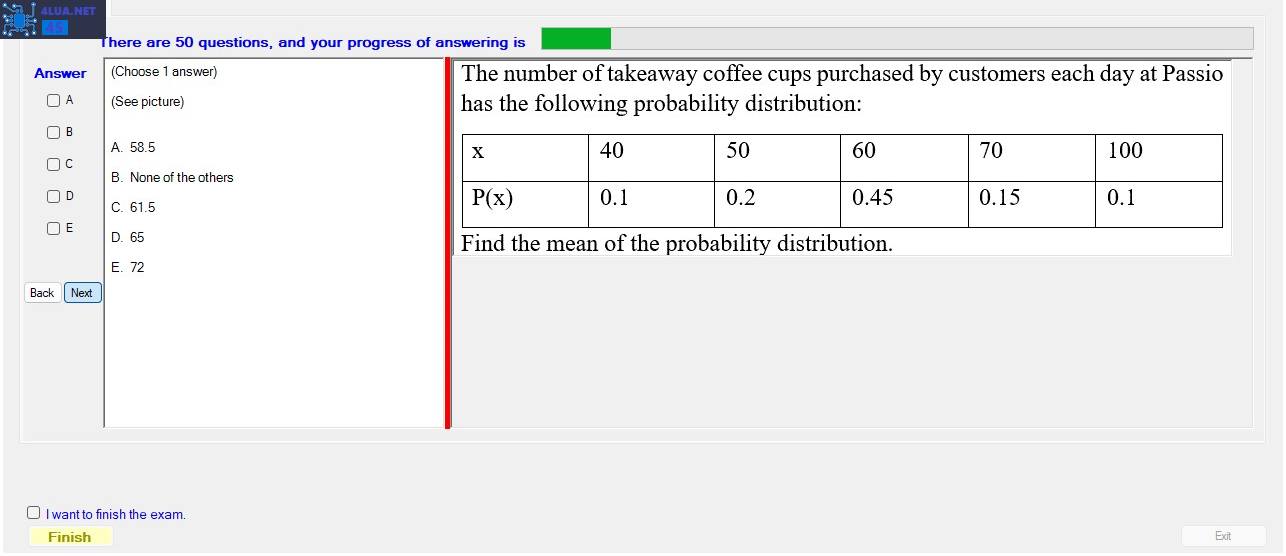 4LUA.NET
45
There are 50 questions, and your progress of answering is
Answer
A
B
C
D
E
Back Next
(Choose 1 answer)
(See picture)
A. 58.5
B. None of the others
C. 61.5
D. 65
E. 72
The number of takeaway coffee cups purchased by customers each day at Passio
has the following probability distribution:
x 40 50 60 70 100
P(x) 0.1 0.2 0.45 0.15 0.1
Find the mean of the probability distribution.
I want to finish the exam.
Finish
Exit